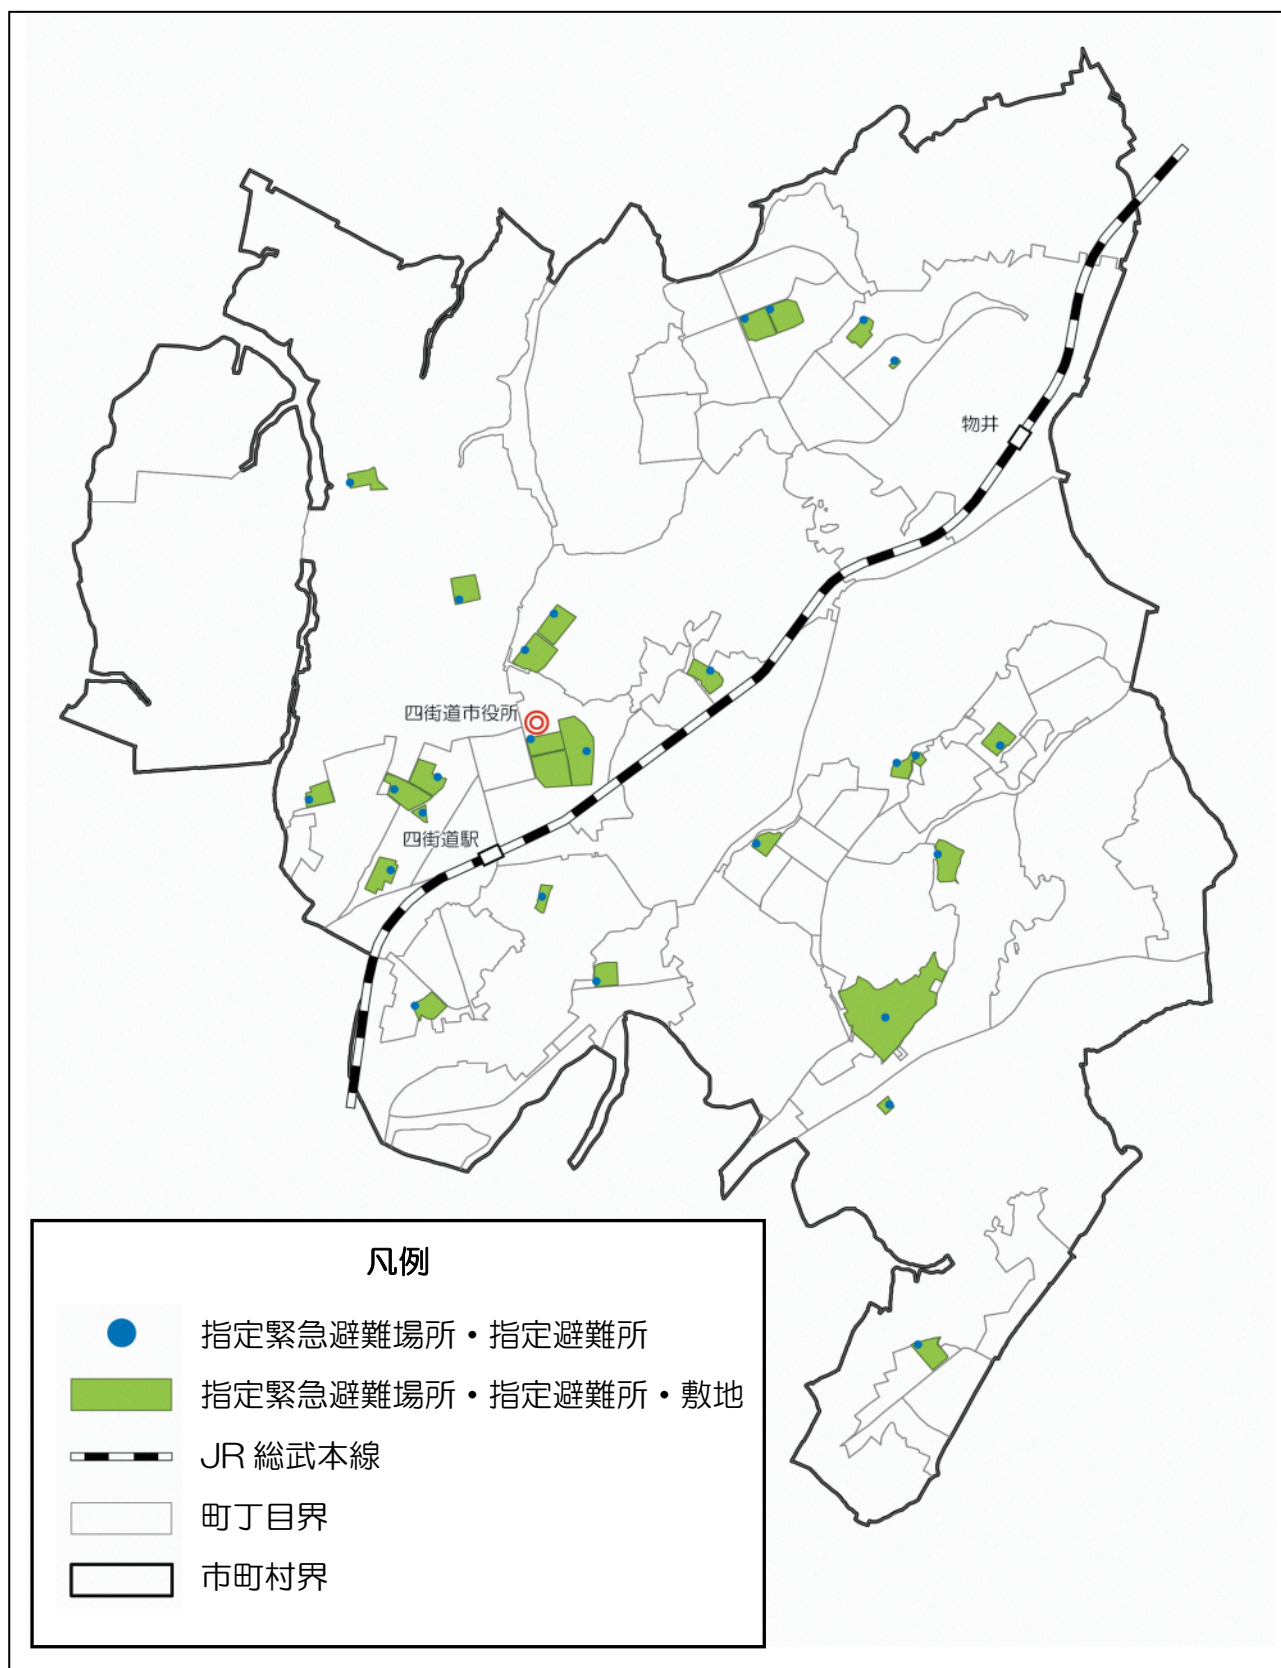 物井
四街道市役所
四街道駅
凡例
指定緊急避難場所・指定避難所
指定緊急避難場所・指定避難所・敷地
JR 総武本線
町丁目界
市町村界